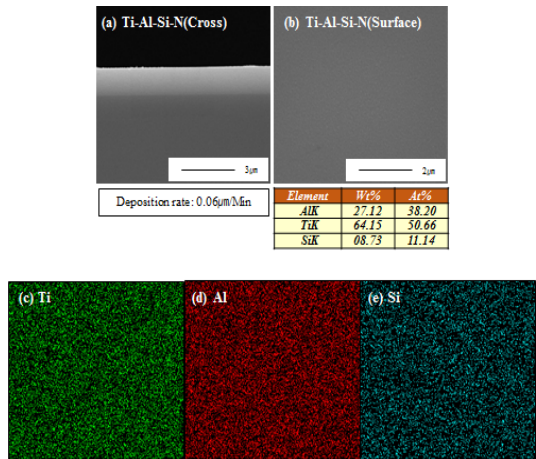 (a) Ti-Al-Si-N(Cross)
(b) Ti-Al-Si-N(Surface)
3㎛
2㎛
Deposition rate: 0.06㎛/Min
Element Wt% At%
AlK 27.12 38.20
TiK 64.15 50.66
SiK 08.73 11.14
(c) Ti
(d) Al
(e) Si